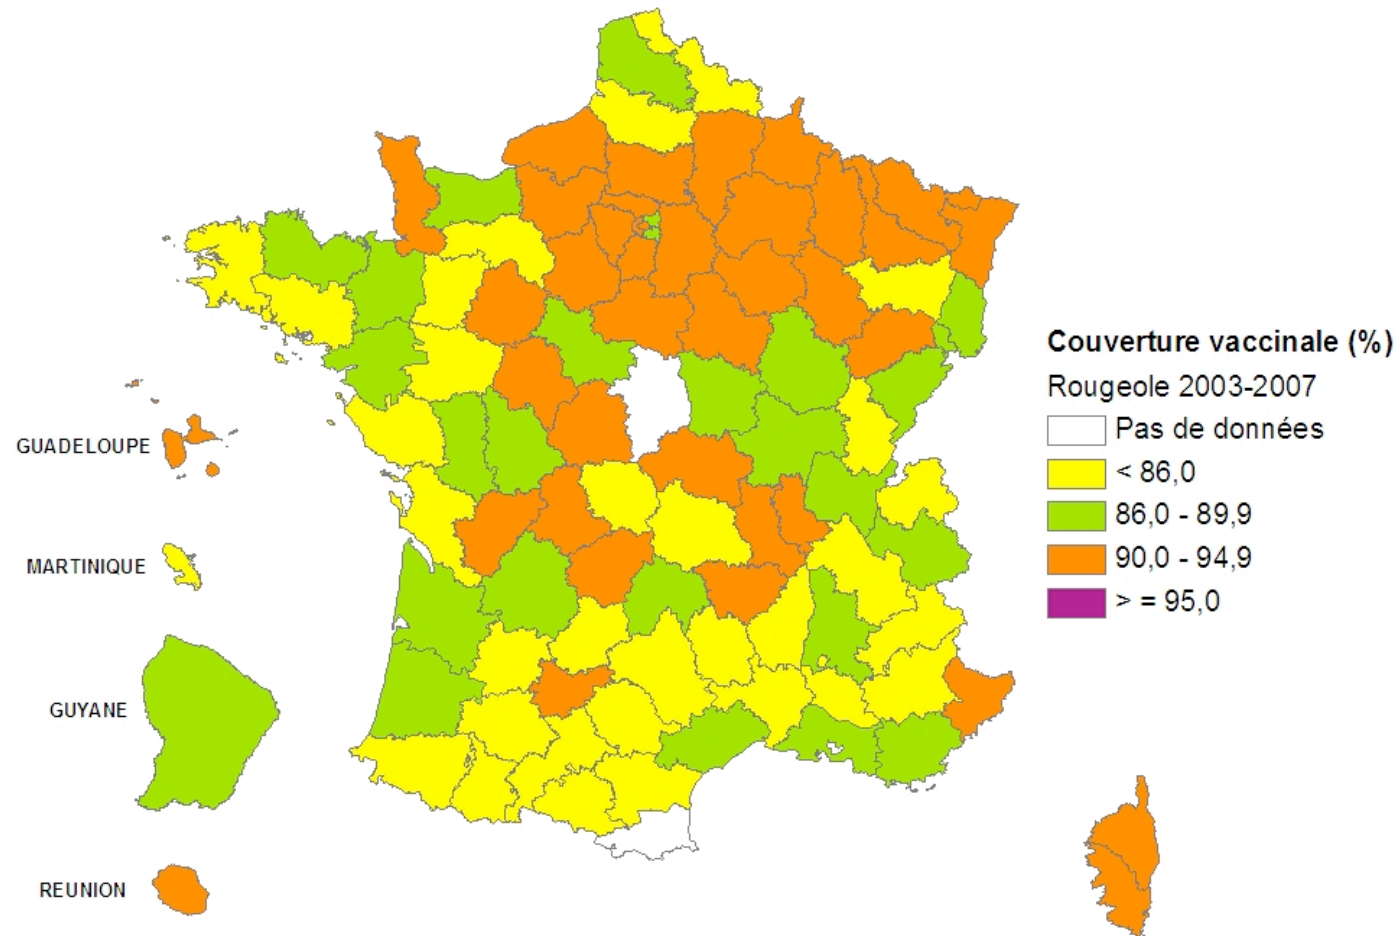 Couverture vaccinale (%)
Rougeole 2003-2007
Pas de données
< 86,0
86,0 - 89,9
90,0 - 94,9
> = 95,0
GUADELOUPE
MARTINIQUE
GUYANE
REUNION